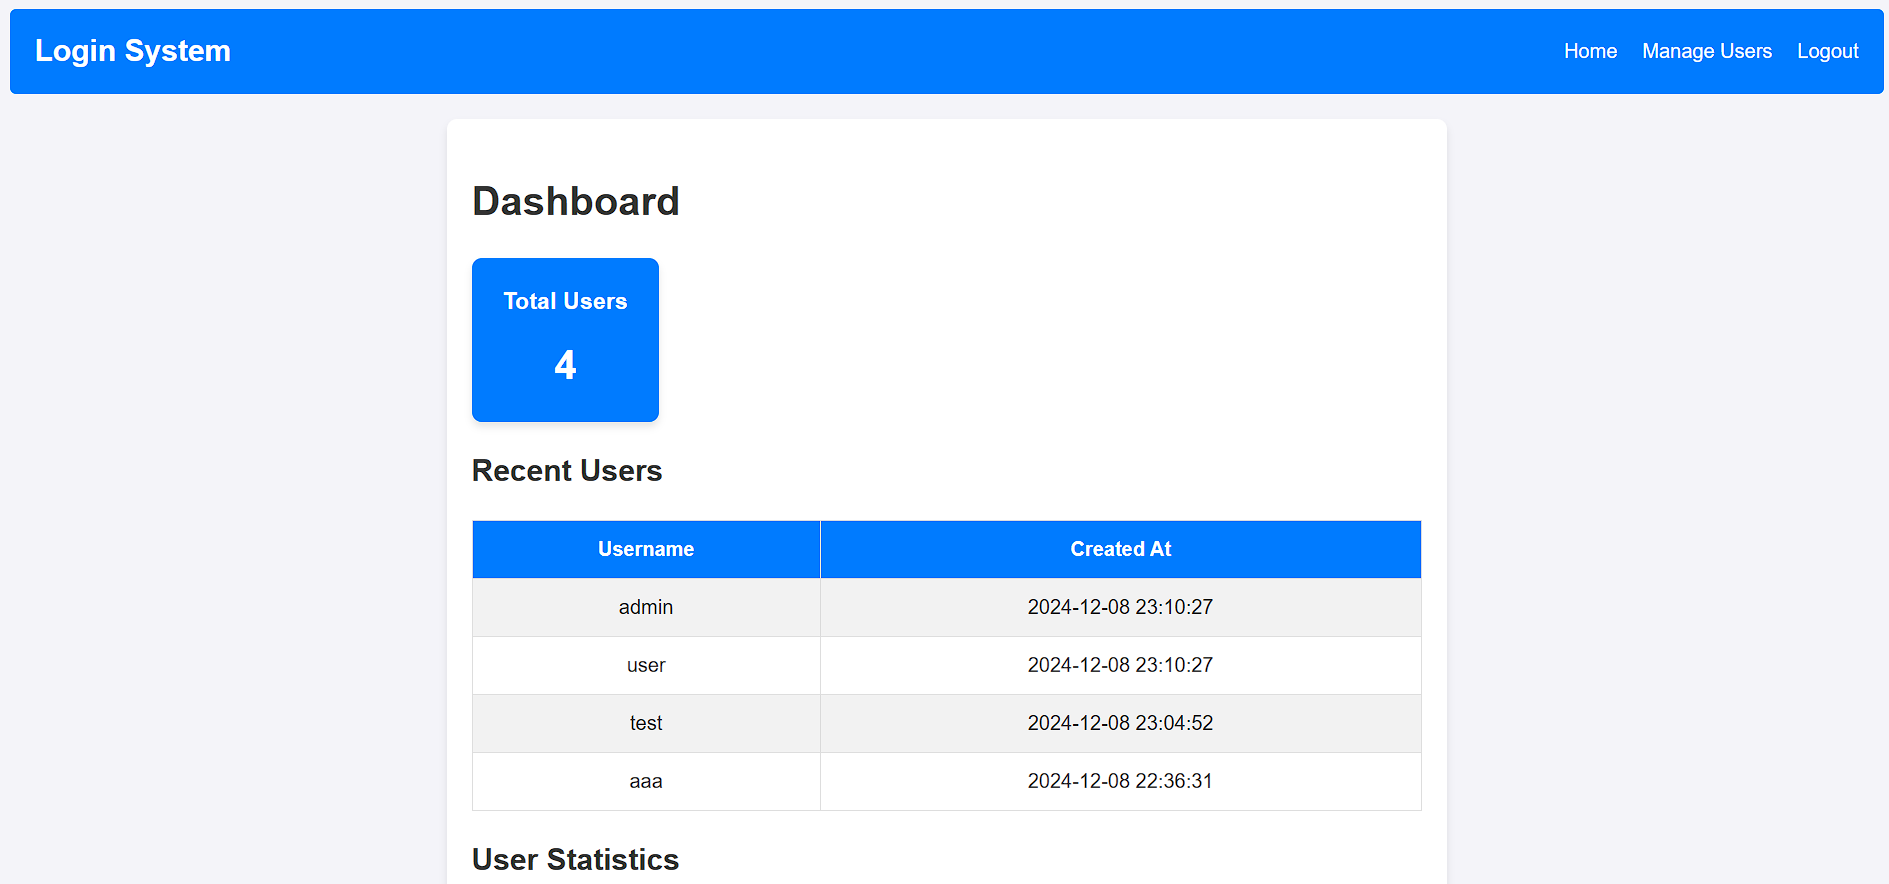 Login System Home Manage Users Logout
Dashboard
Total Users
4
Recent Users
Username Created At
admin 2024-12-08 23:10:27
user 2024-12-08 23:10:27
test 2024-12-08 23:04:52
aaa 2024-12-08 22:36:31
User Statistics